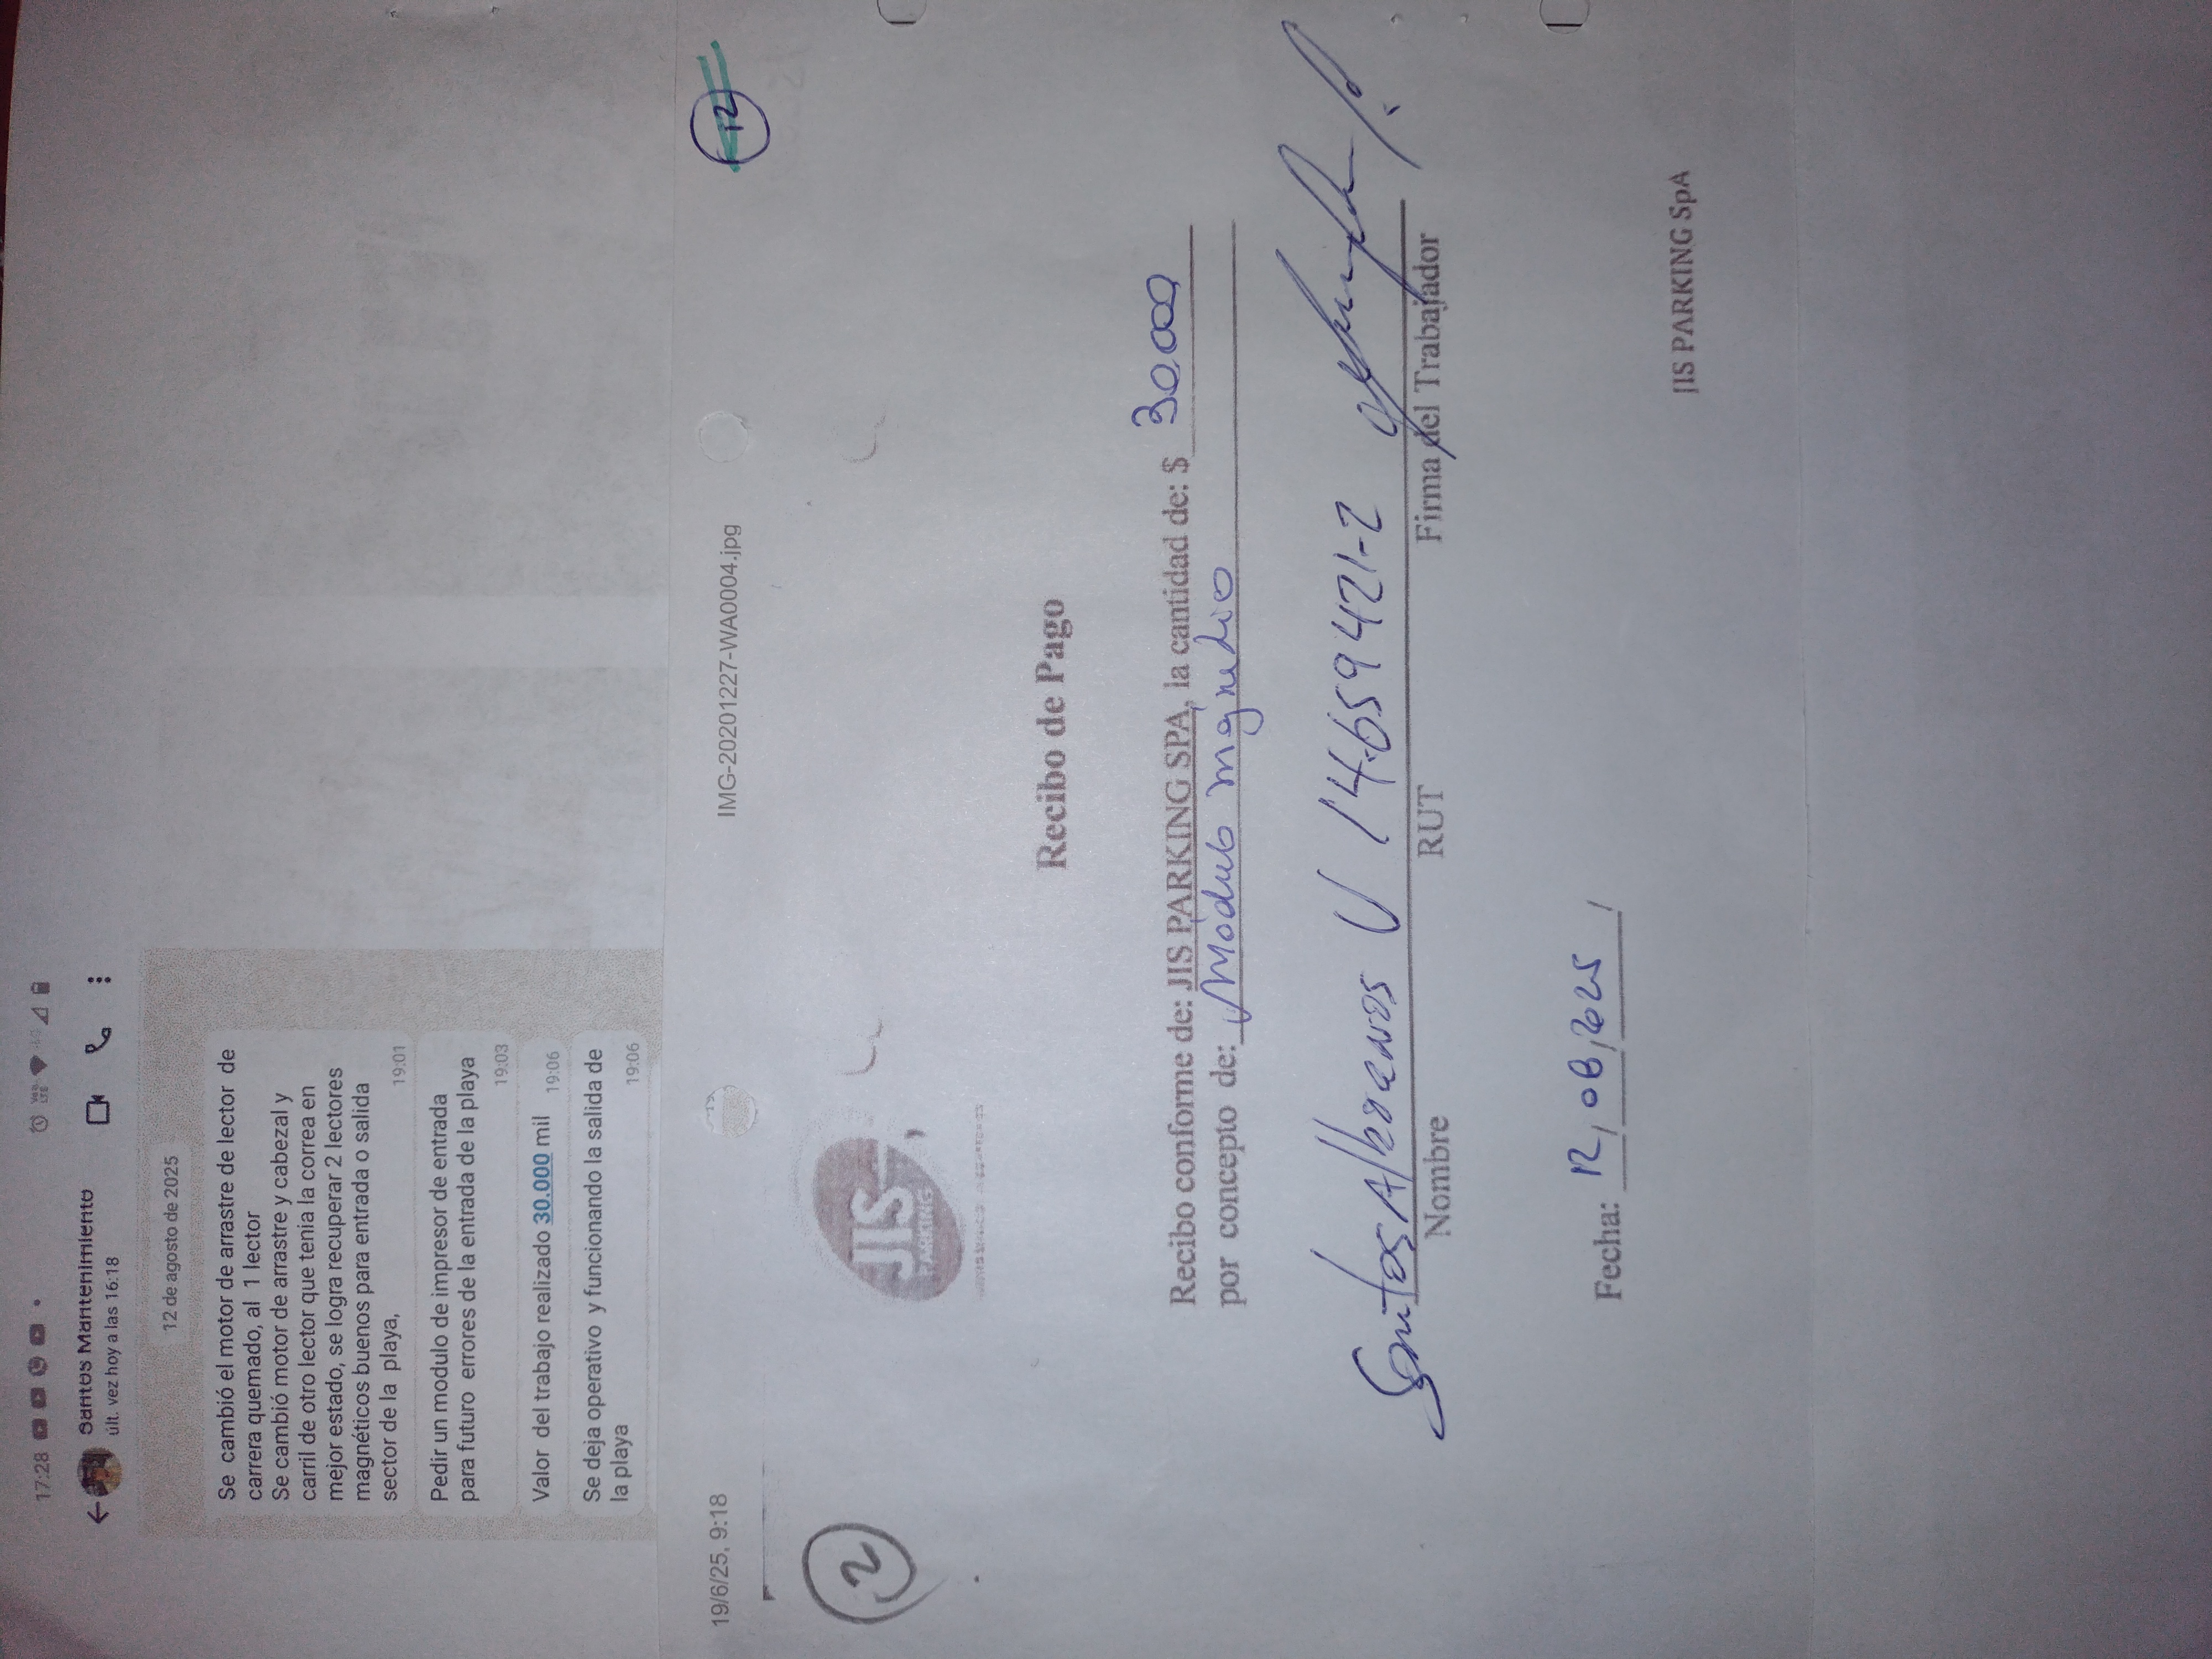 17:28
Santos Mantenimiento
últ. vez hoy a las 16:18
12 de agosto de 2025
Se cambió el motor de arrastre de lector de
carrera quemado, al 1 lector
Se cambió motor de arrastre y cabezal y
carril de otro lector que tenia la correa en
mejor estado, se logra recuperar 2 lectores
magnéticos buenos para entrada o salida
sector de la playa,
19:01
Pedir un modulo de impresor de entrada
para futuro errores de la entrada de la playa
19:03
Valor del trabajo realizado 30.000 mil
19:06
Se deja operativo y funcionando la salida de
la playa
19:06
19/6/25, 9:18
IMG-20201227-WA0004.jpg
12
2
JIS
PARKING
Recibo de Pago
Recibo conforme de: JIS PARKING SPA, la cantidad de: $ 30.000
por concepto de: Modulo
Santos 14.659421-2
Nombre RUT Firma del Trabajador
Fecha: 12/08/2025/
JIS PARKING SpA